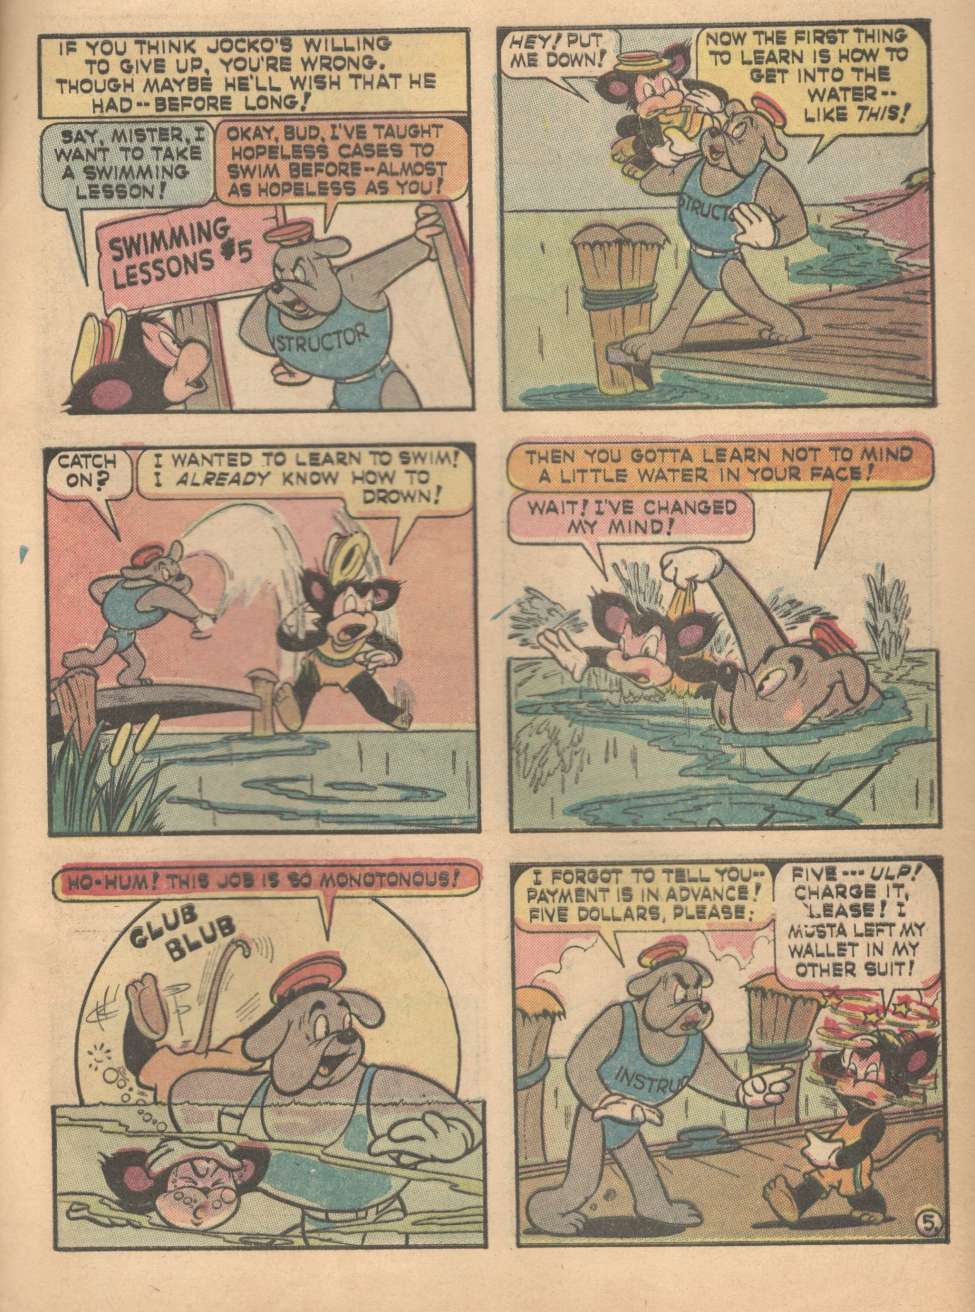 IF YOU THINK JOCKO'S WILLING
TO GIVE UP, YOU'RE WRONG.
THOUGH MAYBE HE'LL WISH THAT HE
HAD--BEFORE LONG!
SAY, MISTER, I
WANT TO TAKE
A SWIMMING
LESSON!
OKAY, BUD, I'VE TAUGHT
HOPELESS CASES TO
SWIM BEFORE--ALMOST
AS HOPELESS AS YOU!
SWIMMING
LESSONS $5
NSTRUCTOR
HEY! PUT
ME DOWN!
NOW THE FIRST THING
TO LEARN IS HOW TO
GET INTO THE
WATER--
LIKE THIS!
STRUCTO
CATCH
ON?
I WANTED TO LEARN TO SWIM!
I ALREADY KNOW HOW TO
DROWN!
THEN YOU GOTTA LEARN NOT TO MIND
A LITTLE WATER IN YOUR FACE!
WAIT! I'VE CHANGED
MY MIND!
HO-HUM! THIS JOB IS SO MONOTONOUS!
GLUB
BLUB
I FORGOT TO TELL YOU--
PAYMENT IS IN ADVANCE!
FIVE DOLLARS, PLEASE:
FIVE --- ULP!
CHARGE IT,
'LEASE! I
MUSTA LEFT MY
WALLET IN MY
OTHER SUIT!
INSTRUC
5